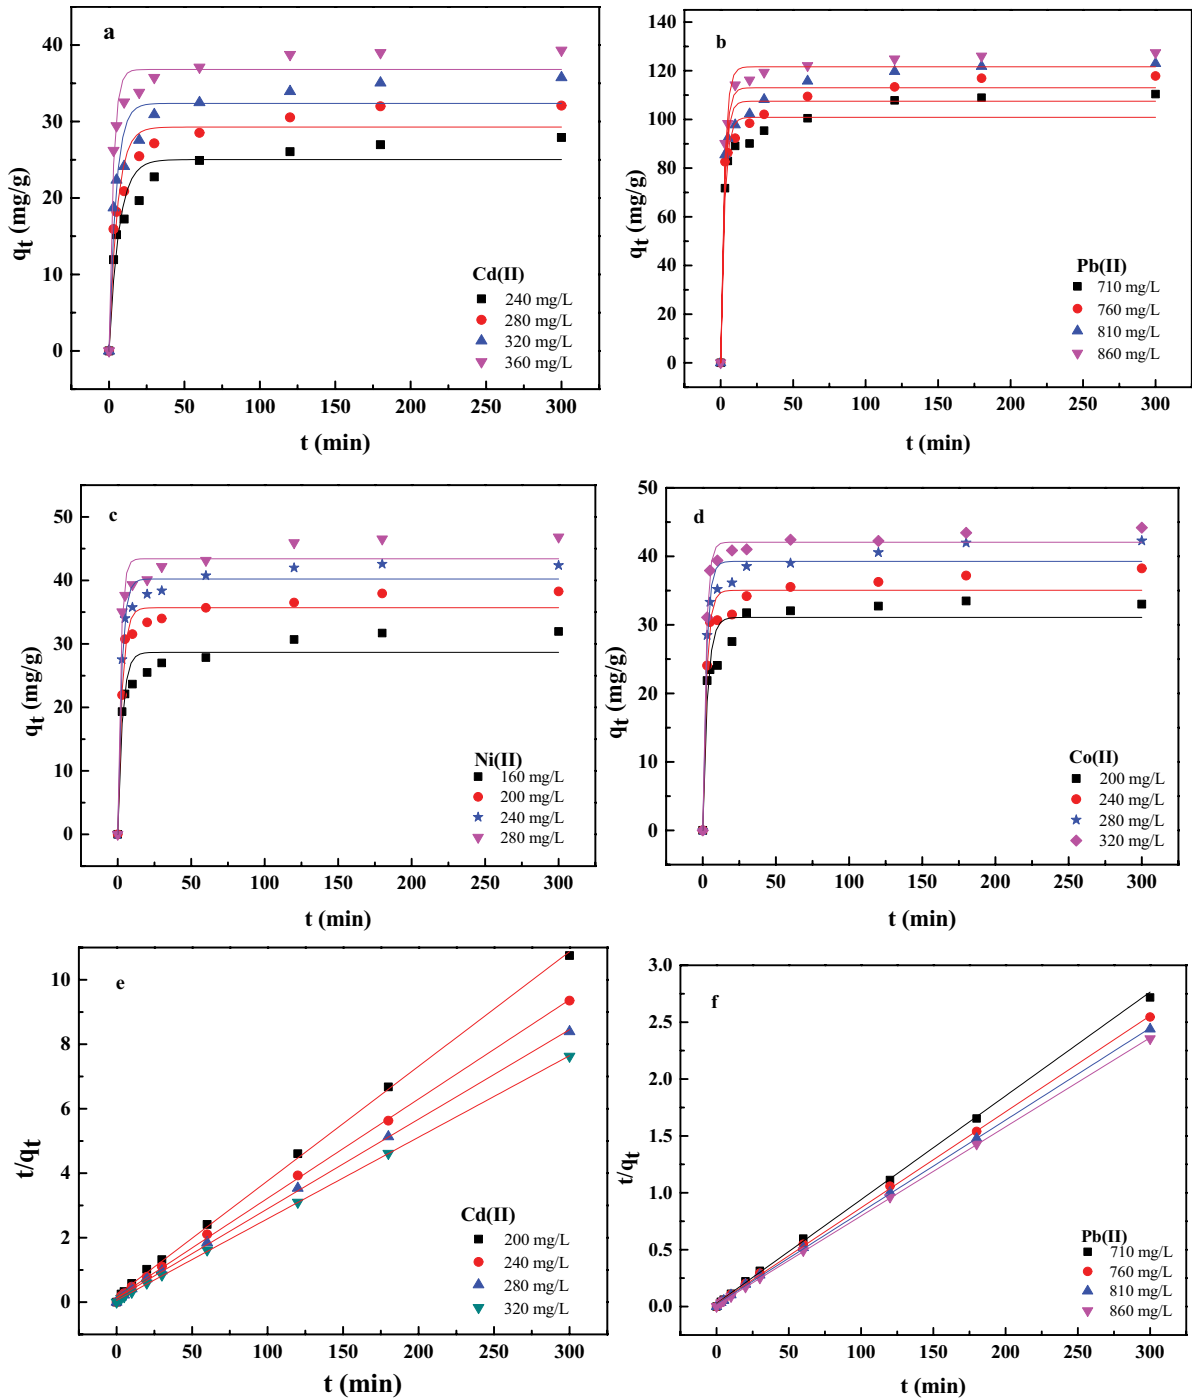 a
40
30
20
10
0
qt (mg/g)
Cd(II)
240 mg/L
280 mg/L
320 mg/L
360 mg/L
0 50 100 150 200 250 300
t (min)
b
140
120
100
80
60
40
20
0
qt (mg/g)
Pb(II)
710 mg/L
760 mg/L
810 mg/L
860 mg/L
0 50 100 150 200 250 300
t (min)
c
50
40
30
20
10
0
qt (mg/g)
Ni(II)
160 mg/L
200 mg/L
240 mg/L
280 mg/L
0 50 100 150 200 250 300
t (min)
d
50
40
30
20
10
0
qt (mg/g)
Co(II)
200 mg/L
240 mg/L
280 mg/L
320 mg/L
0 50 100 150 200 250 300
t (min)
e
10
8
6
4
2
0
t/qt
Cd(II)
200 mg/L
240 mg/L
280 mg/L
320 mg/L
0 50 100 150 200 250 300
t (min)
f
3.0
2.5
2.0
1.5
1.0
0.5
0.0
t/qt
Pb(II)
710 mg/L
760 mg/L
810 mg/L
860 mg/L
0 50 100 150 200 250 300
t (min)